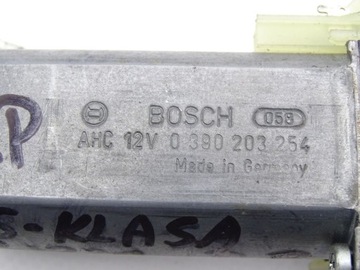 BOSCH 058
AHC 12V 0 390 203 254
Made in Germany
P
S-KLASA